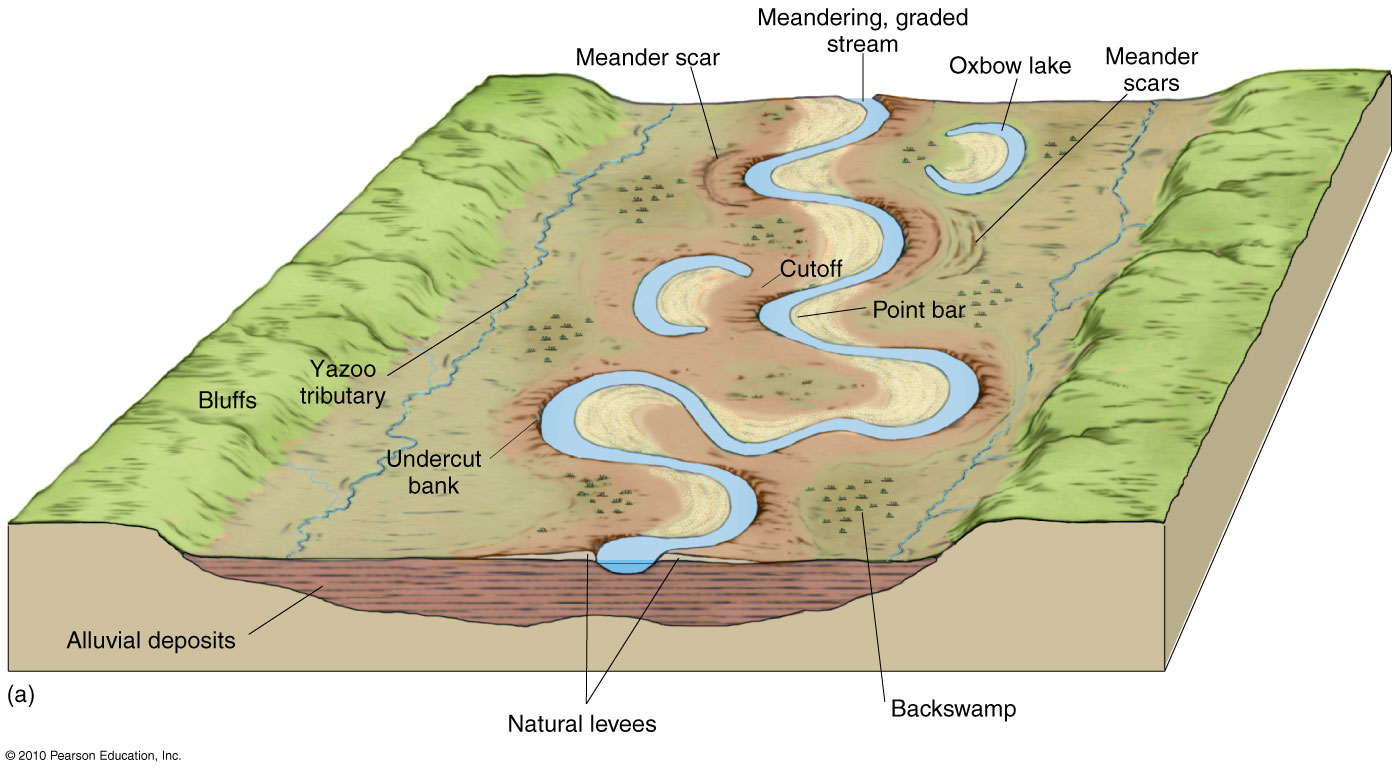 Meandering, graded
stream
Meander scar
Oxbow lake
Meander
scars
Cutoff
Point bar
Yazoo
tributary
Bluffs
Undercut
bank
Alluvial deposits
(a)
Natural levees
Backswamp
© 2010 Pearson Education, Inc.